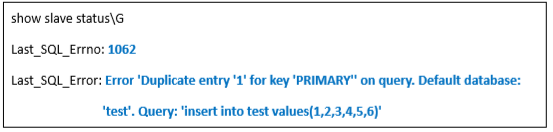 show slave status\G
Last_SQL_Errno: 1062
Last_SQL_Error: Error 'Duplicate entry '1' for key 'PRIMARY'' on query. Default database:
'test'. Query: 'insert into test values(1,2,3,4,5,6)'